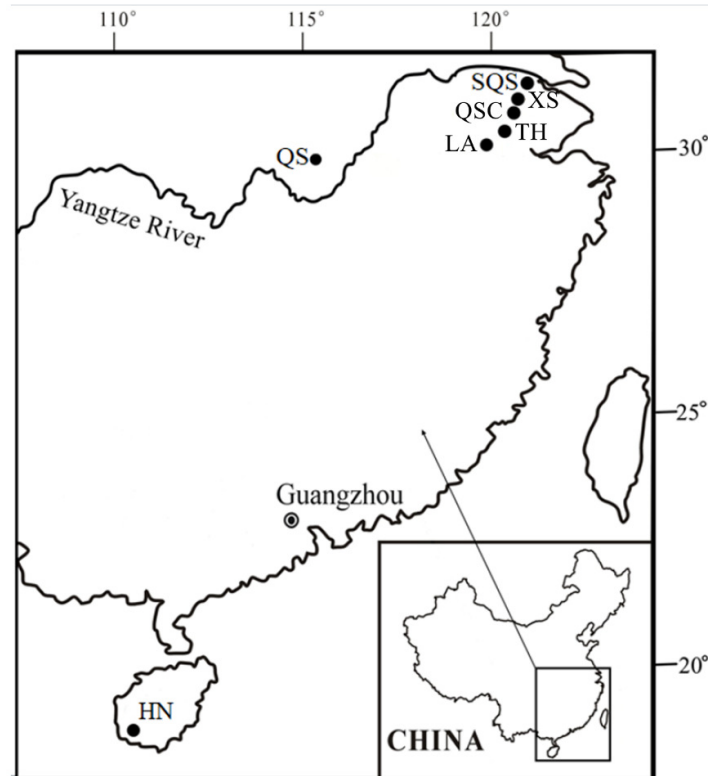 110° 115° 120°
SQS
XS
QSC
TH
LA
30°
QS
Yangtze River
25°
Guangzhou
20°
HN
CHINA